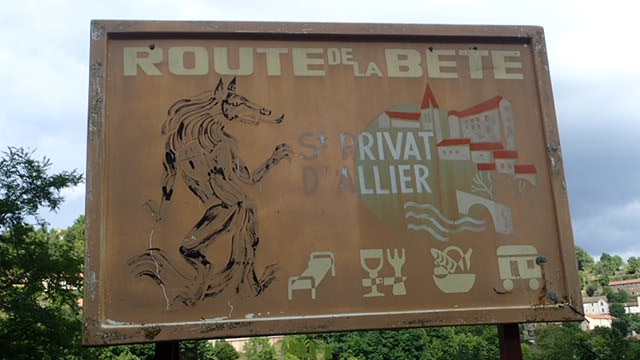 ROUTE DE LA BETE
St PRIVAT
D'ALLIER